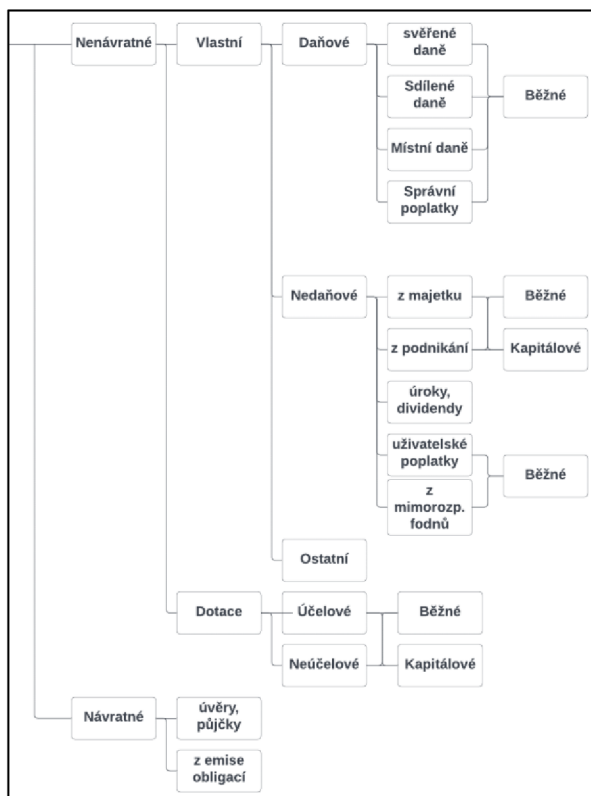 Nenávratné
Vlastní
Daňové
svěřené
daně
Sdílené
daně
Místní daně
Správní
poplatky
Běžné
Nedaňové
z majetku
z podnikání
úroky,
dividendy
uživatelské
poplatky
z
mimorozp.
fodnů
Běžné
Kapitálové
Běžné
Ostatní
Dotace
Účelové
Neúčelové
Běžné
Kapitálové
Návratné
úvěry,
půjčky
z emise
obligací